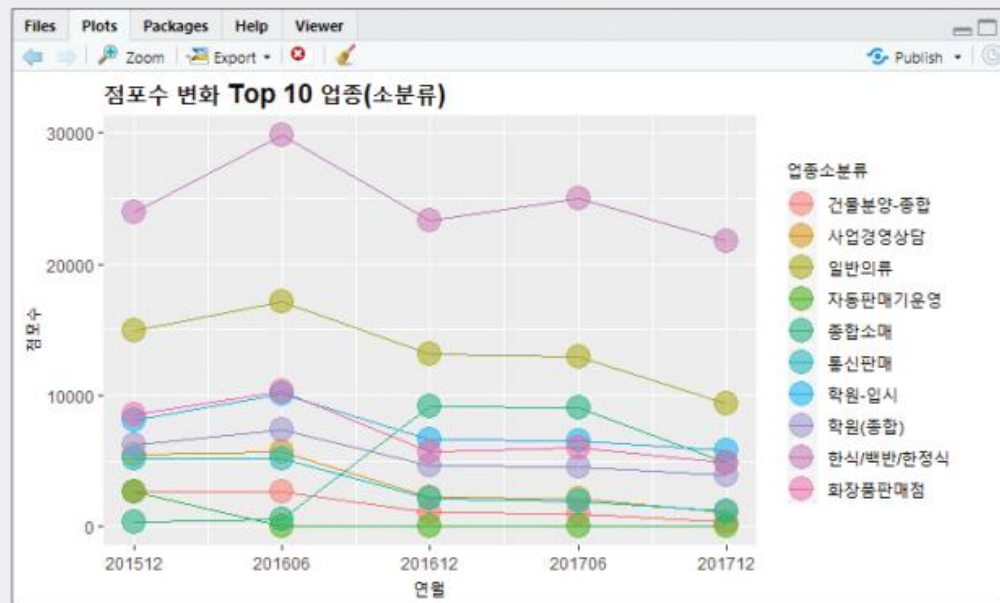 Files Plots Packages Help Viewer
Zoom Export Publish
점포수 변화 Top 10 업종(소분류)
점포수
30000
20000
10000
0
201512 201606 201612 201706 201712
연월
업종소분류
건물분양-종합
사업경영상담
일반의류
자동판매기운영
종합소매
통신판매
학원-입시
학원(종합)
한식/백반/한정식
화장품판매점